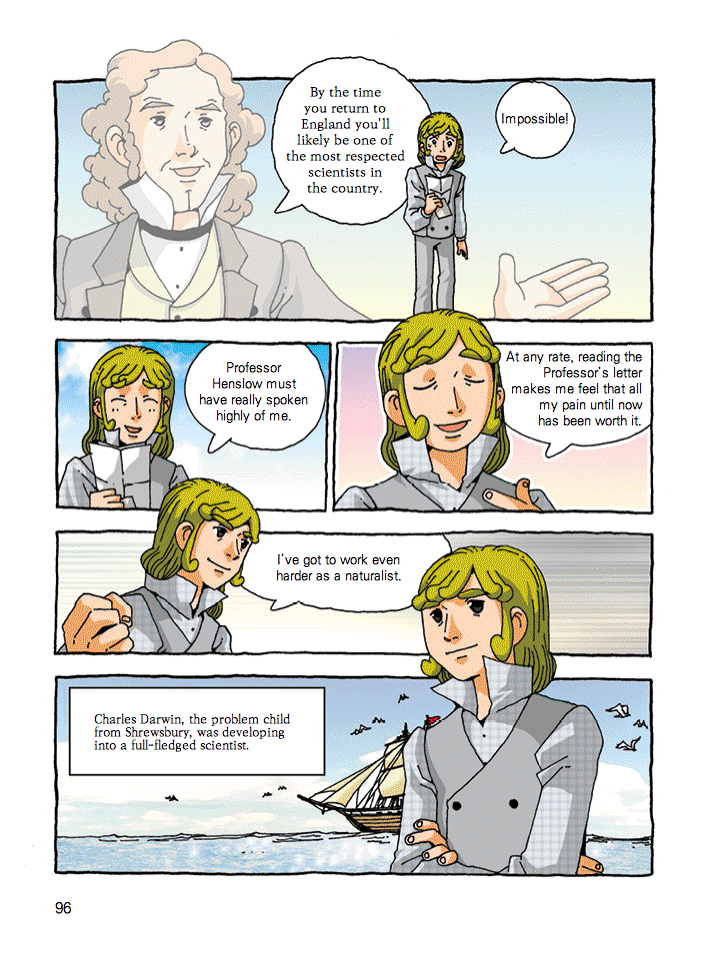 By the time
you return to
England you'll
likely be one of
the most respected
scientists in
the country.
Impossible!
Professor
Henslow must
have really spoken
highly of me.
At any rate, reading the
Professor's letter
makes me feel that all
my pain until now
has been worth it.
I've got to work even
harder as a naturalist.
Charles Darwin, the problem child
from Shrewsbury, was developing
into a full-fledged scientist.
96